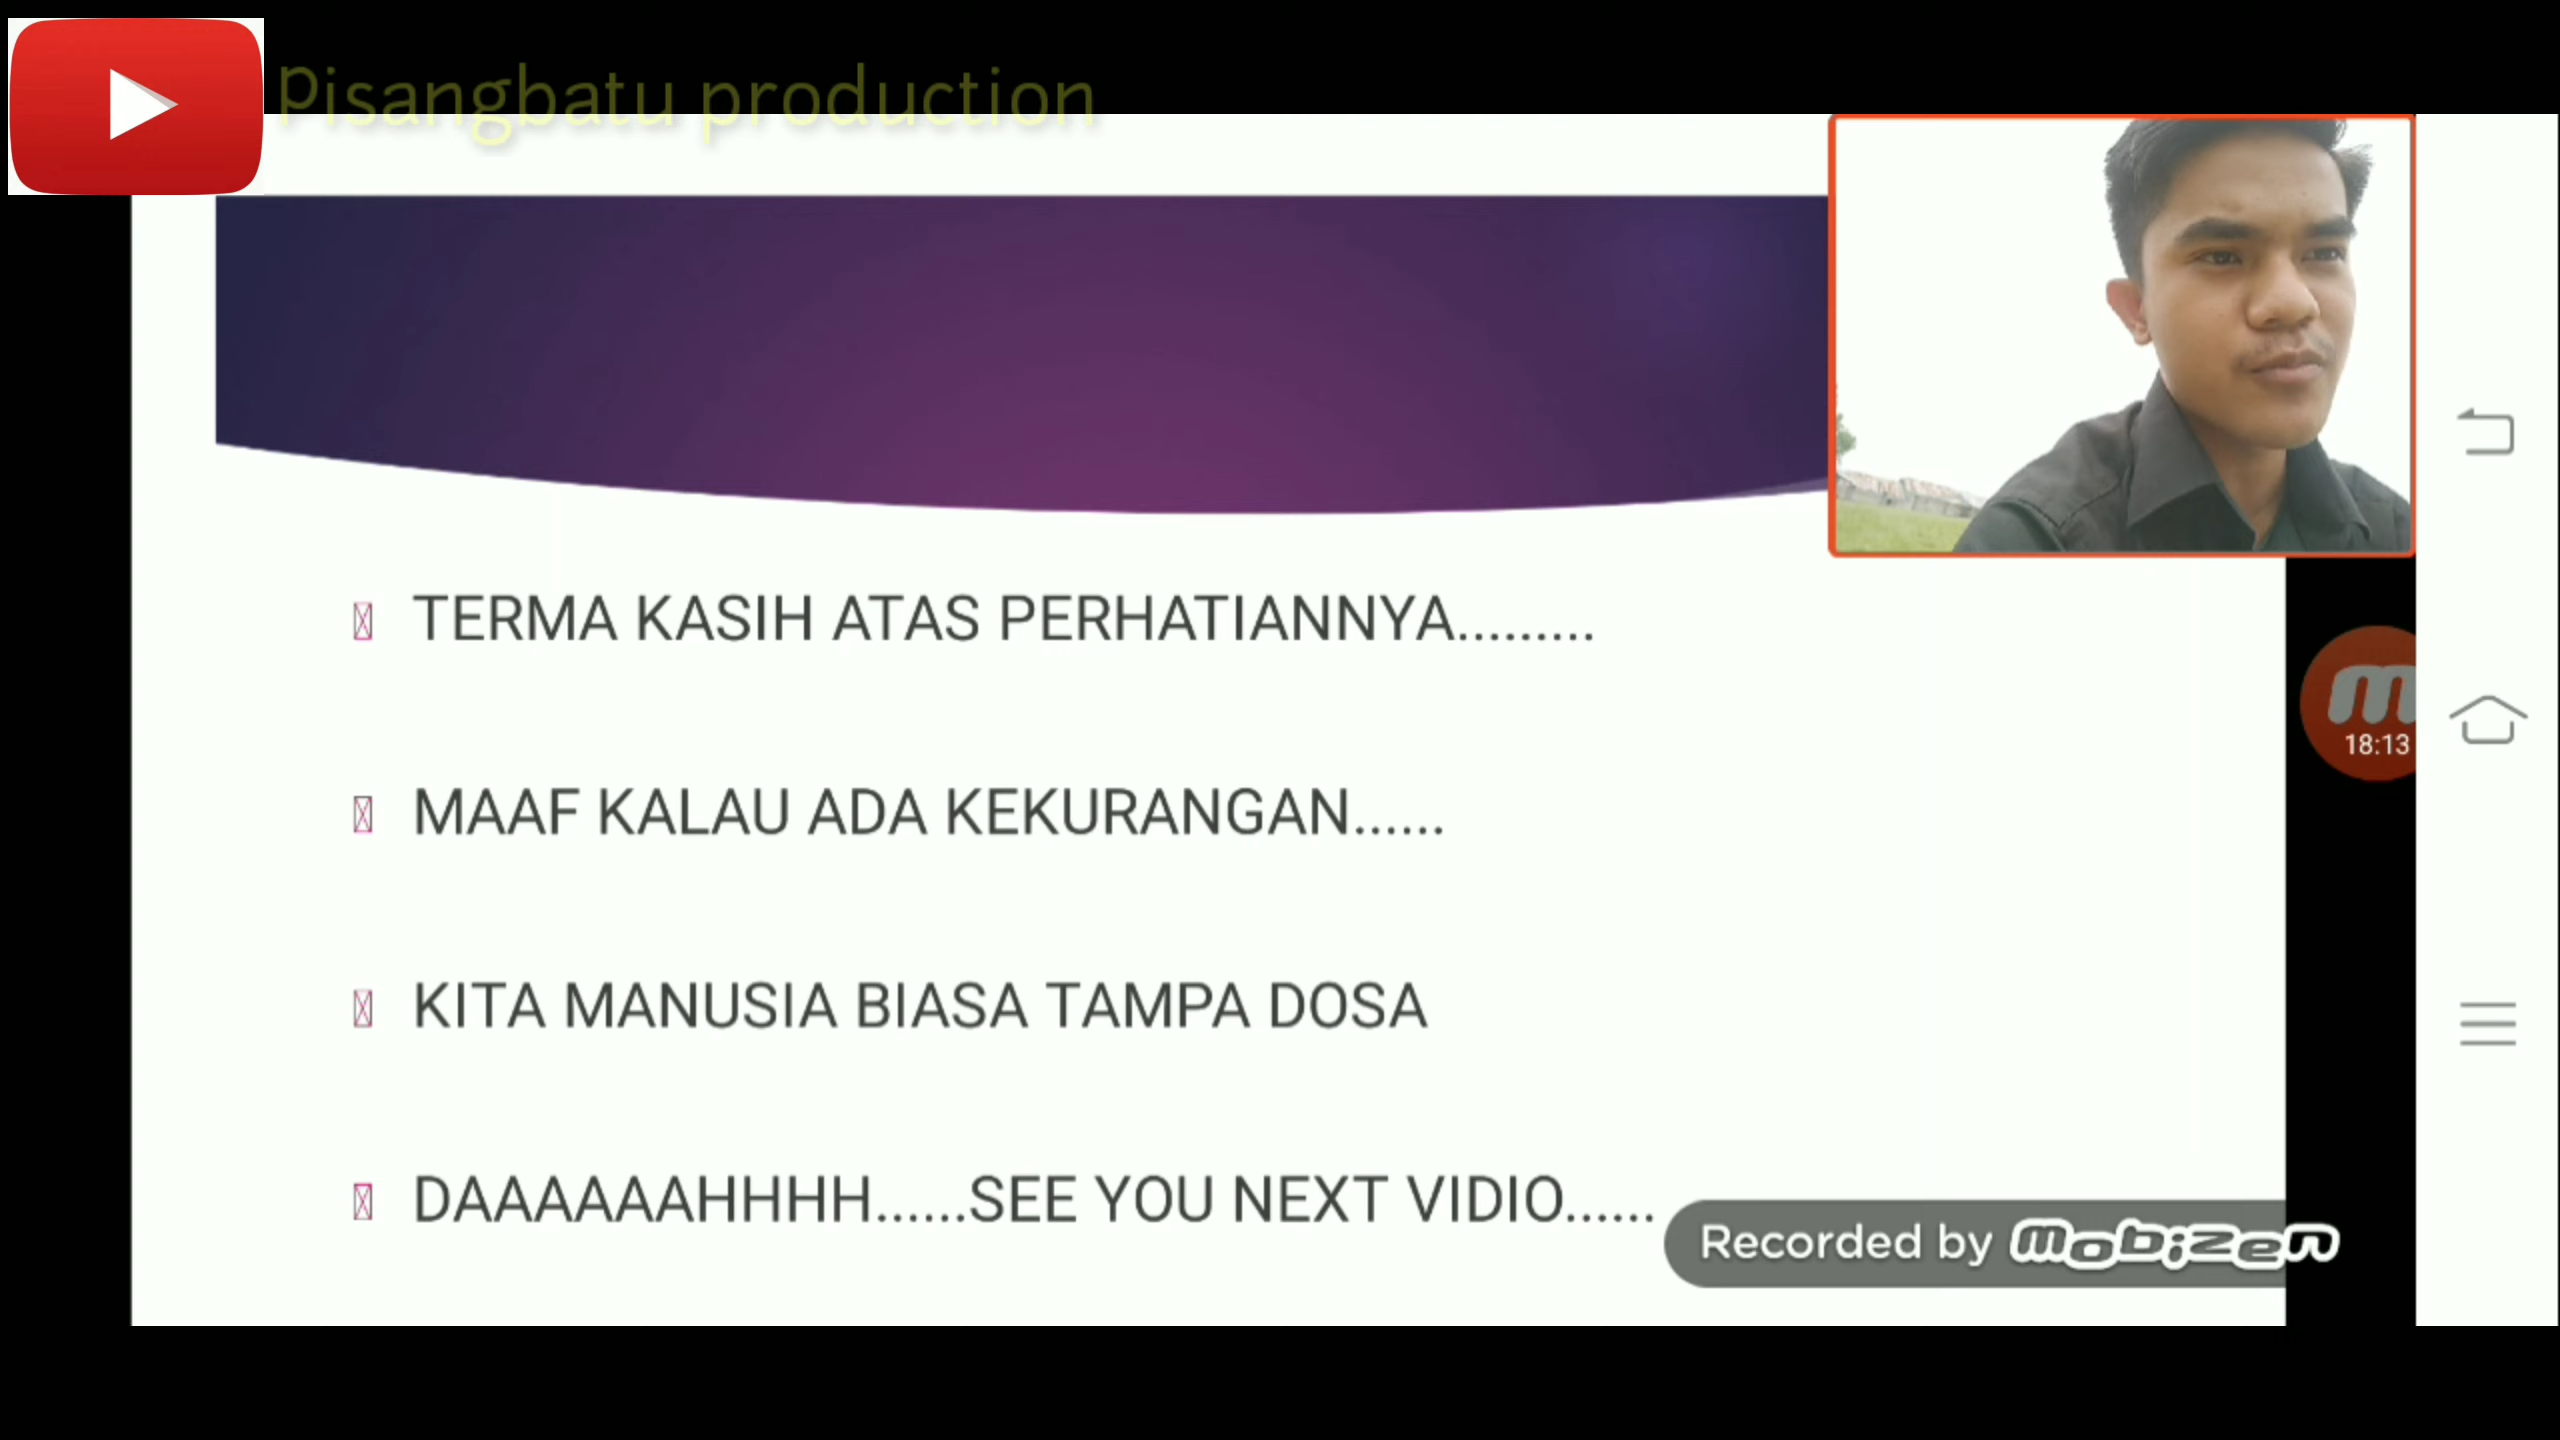 Pisangbatu production
TERMA KASIH ATAS PERHATIANNYA.........
MAAF KALAU ADA KEKURANGAN......
KITA MANUSIA BIASA TAMPA DOSA
DAAAAAAHHHH......SEE YOU NEXT VIDIO......
m
18:13
Recorded by mobizen